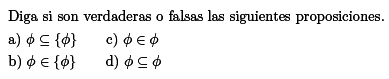 Diga si son verdaderas o falsas las siguientes proposiciones.
a) ϕ ⊆ {ϕ} c) ϕ ∈ ϕ
b) ϕ ∈ {ϕ} d) ϕ ⊆ ϕ